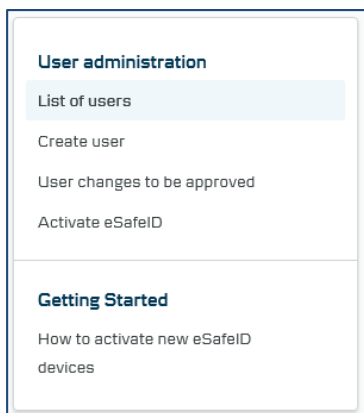 User administration
List of users
Create user
User changes to be approved
Activate eSafeID
Getting Started
How to activate new eSafeID
devices